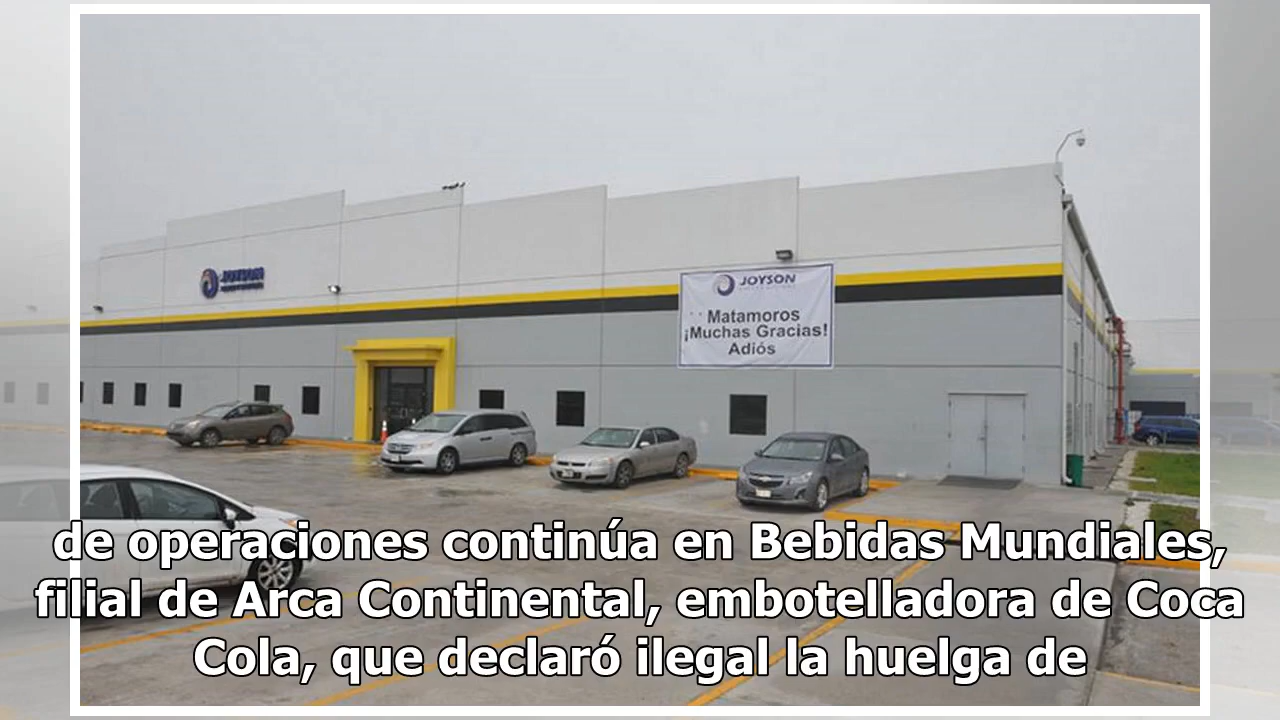 JOYSON
JOYSON
Matamoros
¡Muchas Gracias!
Adiós
de operaciones continúa en Bebidas Mundiales,
filial de Arca Continental, embotelladora de Coca
Cola, que declaró ilegal la huelga de